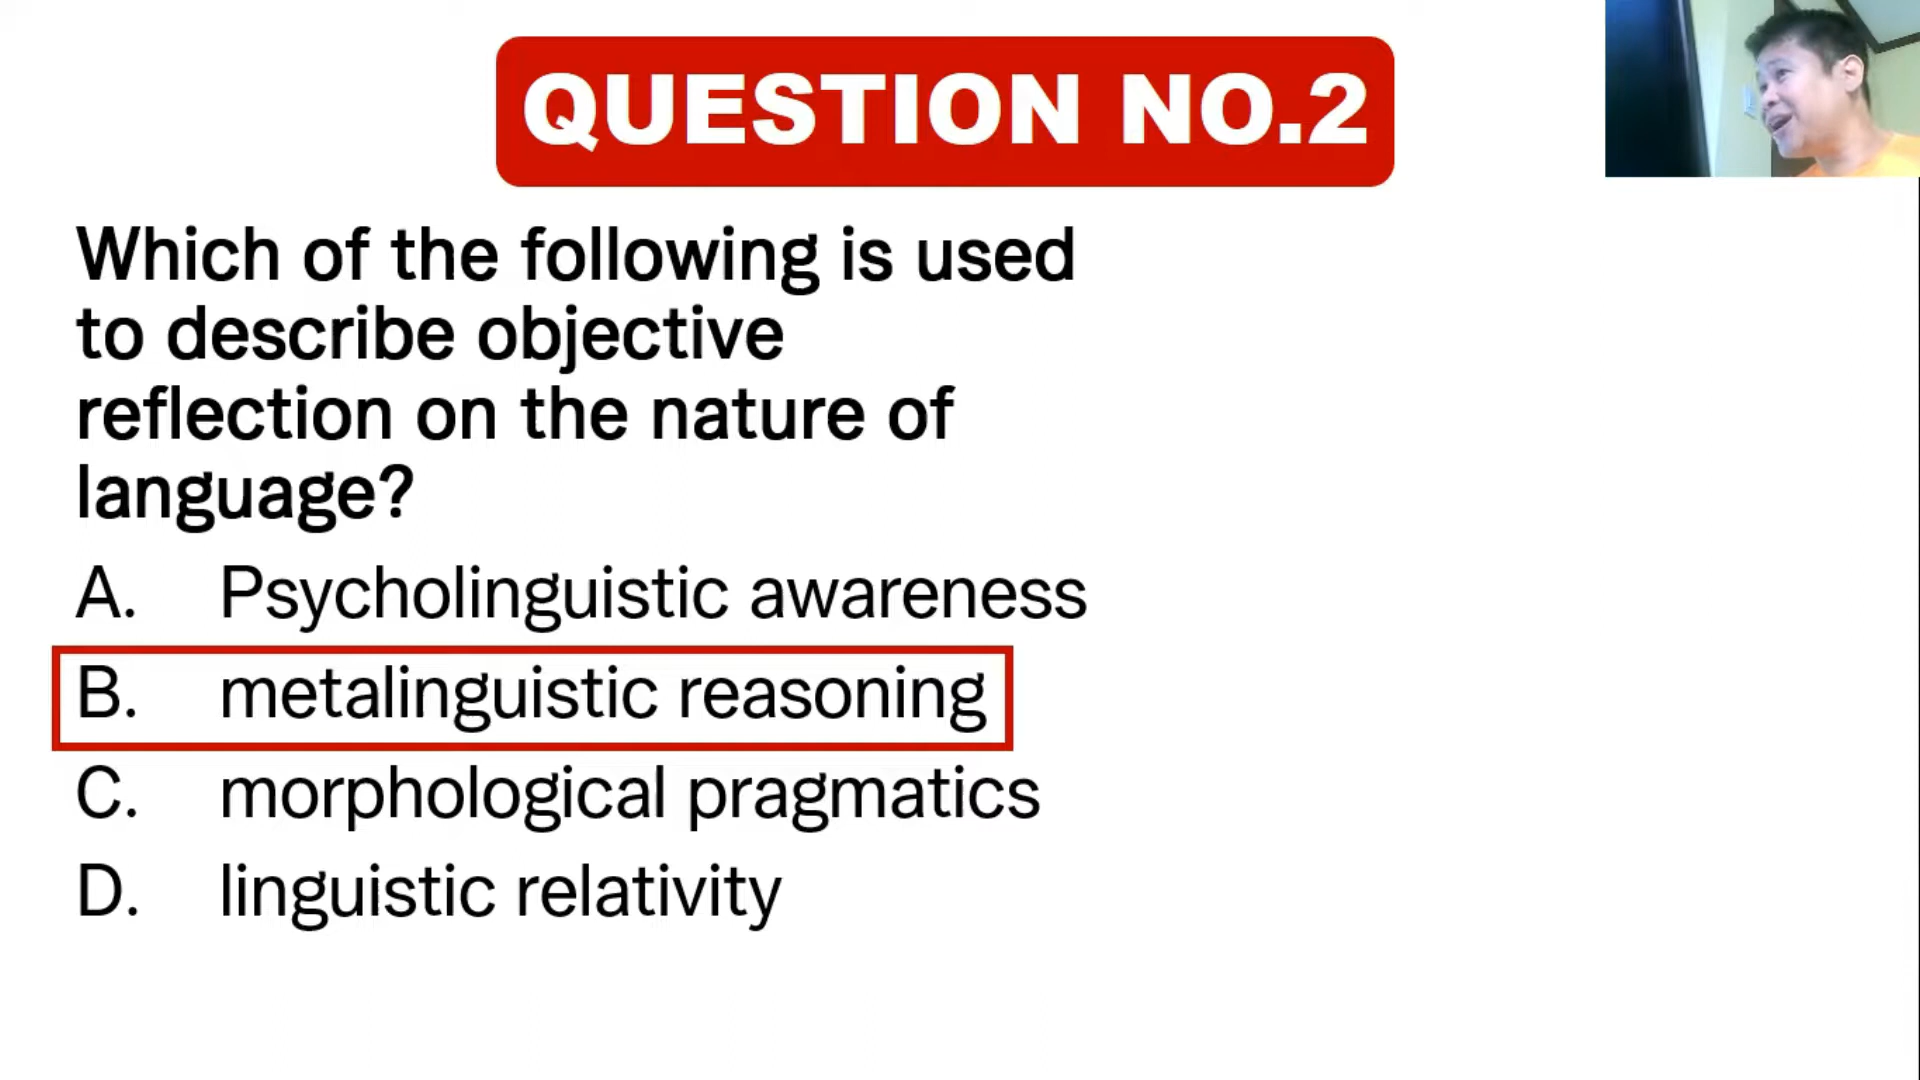 QUESTION NO.2
Which of the following is used
to describe objective
reflection on the nature of
language?
A. Psycholinguistic awareness
B. metalinguistic reasoning
C. morphological pragmatics
D. linguistic relativity